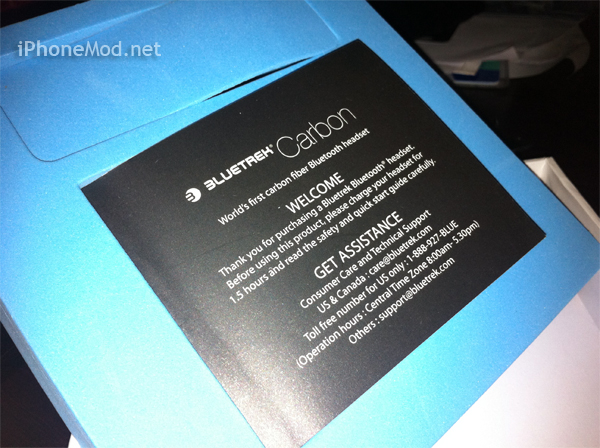 iPhoneMod.net
BLUETREK® Carbon
World's first carbon fiber Bluetooth headset
WELCOME
Thank you for purchasing a Bluetrek Bluetooth® headset.
Before using this product, please charge your headset for
1.5 hours and read the safety and quick start guide carefully.
GET ASSISTANCE
Consumer Care and Technical Support
US & Canada : care@bluetrek.com
Toll free number for US only : 1-888-927-BLUE
(Operation hours : Central Time Zone 8:00am- 5:30pm)
Others : support@bluetrek.com